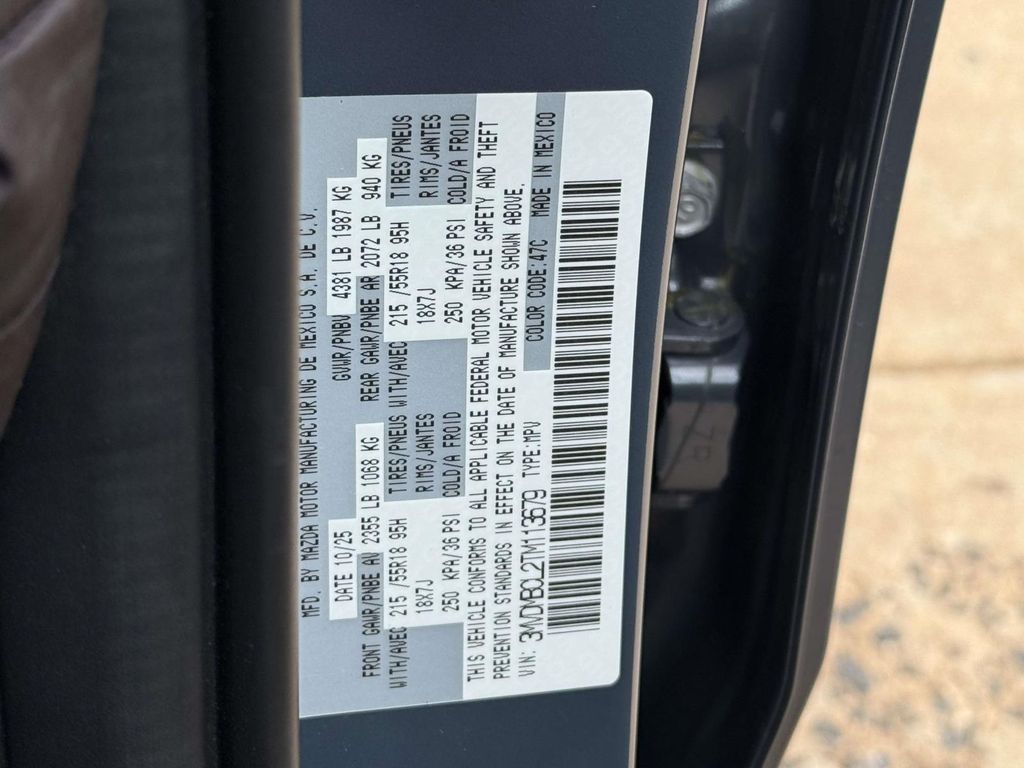 MFD. BY MAZDA MOTOR MANUFACTURING DE MEXICO S.A. DE C.V.
DATE 10/25 GVWR/PNBV 4381 LB 1987 KG
FRONT GAWR/PNBE AV 2355 LB 1068 KG REAR GAWR/PNBE AR 2072 LB 940 KG
WITH/AVEC 215/55R18 95H TIRES/PNEUS WITH/AVEC 215/55R18 95H TIRES/PNEUS
18X7J RIMS/JANTES 18X7J RIMS/JANTES
250 KPA/36 PSI COLD/A FROID 250 KPA/36 PSI COLD/A FROID
THIS VEHICLE CONFORMS TO ALL APPLICABLE FEDERAL MOTOR VEHICLE SAFETY AND THEFT
PREVENTION STANDARDS IN EFFECT ON THE DATE OF MANUFACTURE SHOWN ABOVE.
VIN: 3MVDMBCL2TM113679 TYPE:MPV COLOR CODE:47C MADE IN MEXICO